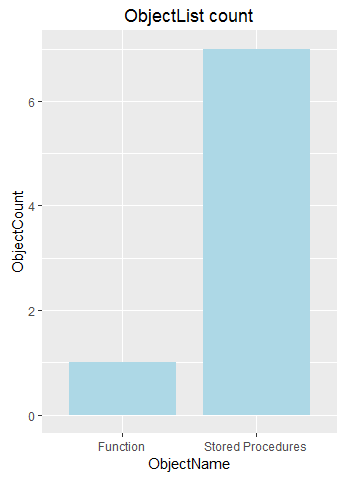 ObjectList count
ObjectCount
6
4
2
0
Function
Stored Procedures
ObjectName